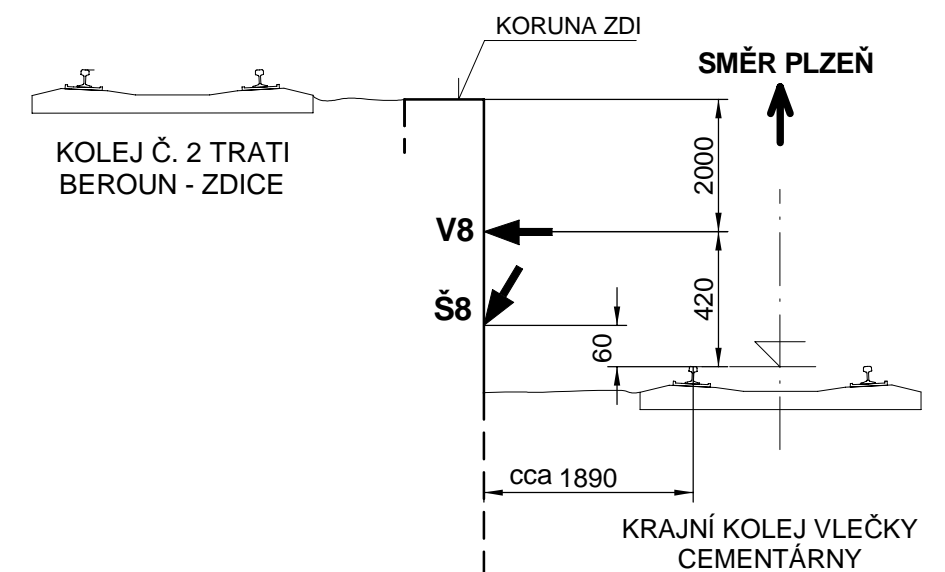 KORUNA ZDI
SMĚR PLZEŇ
KOLEJ Č. 2 TRATI
BEROUN - ZDICE
2000
V8
420
Š8
60
cca 1890
KRAJNÍ KOLEJ VLEČKY
CEMENTÁRNY